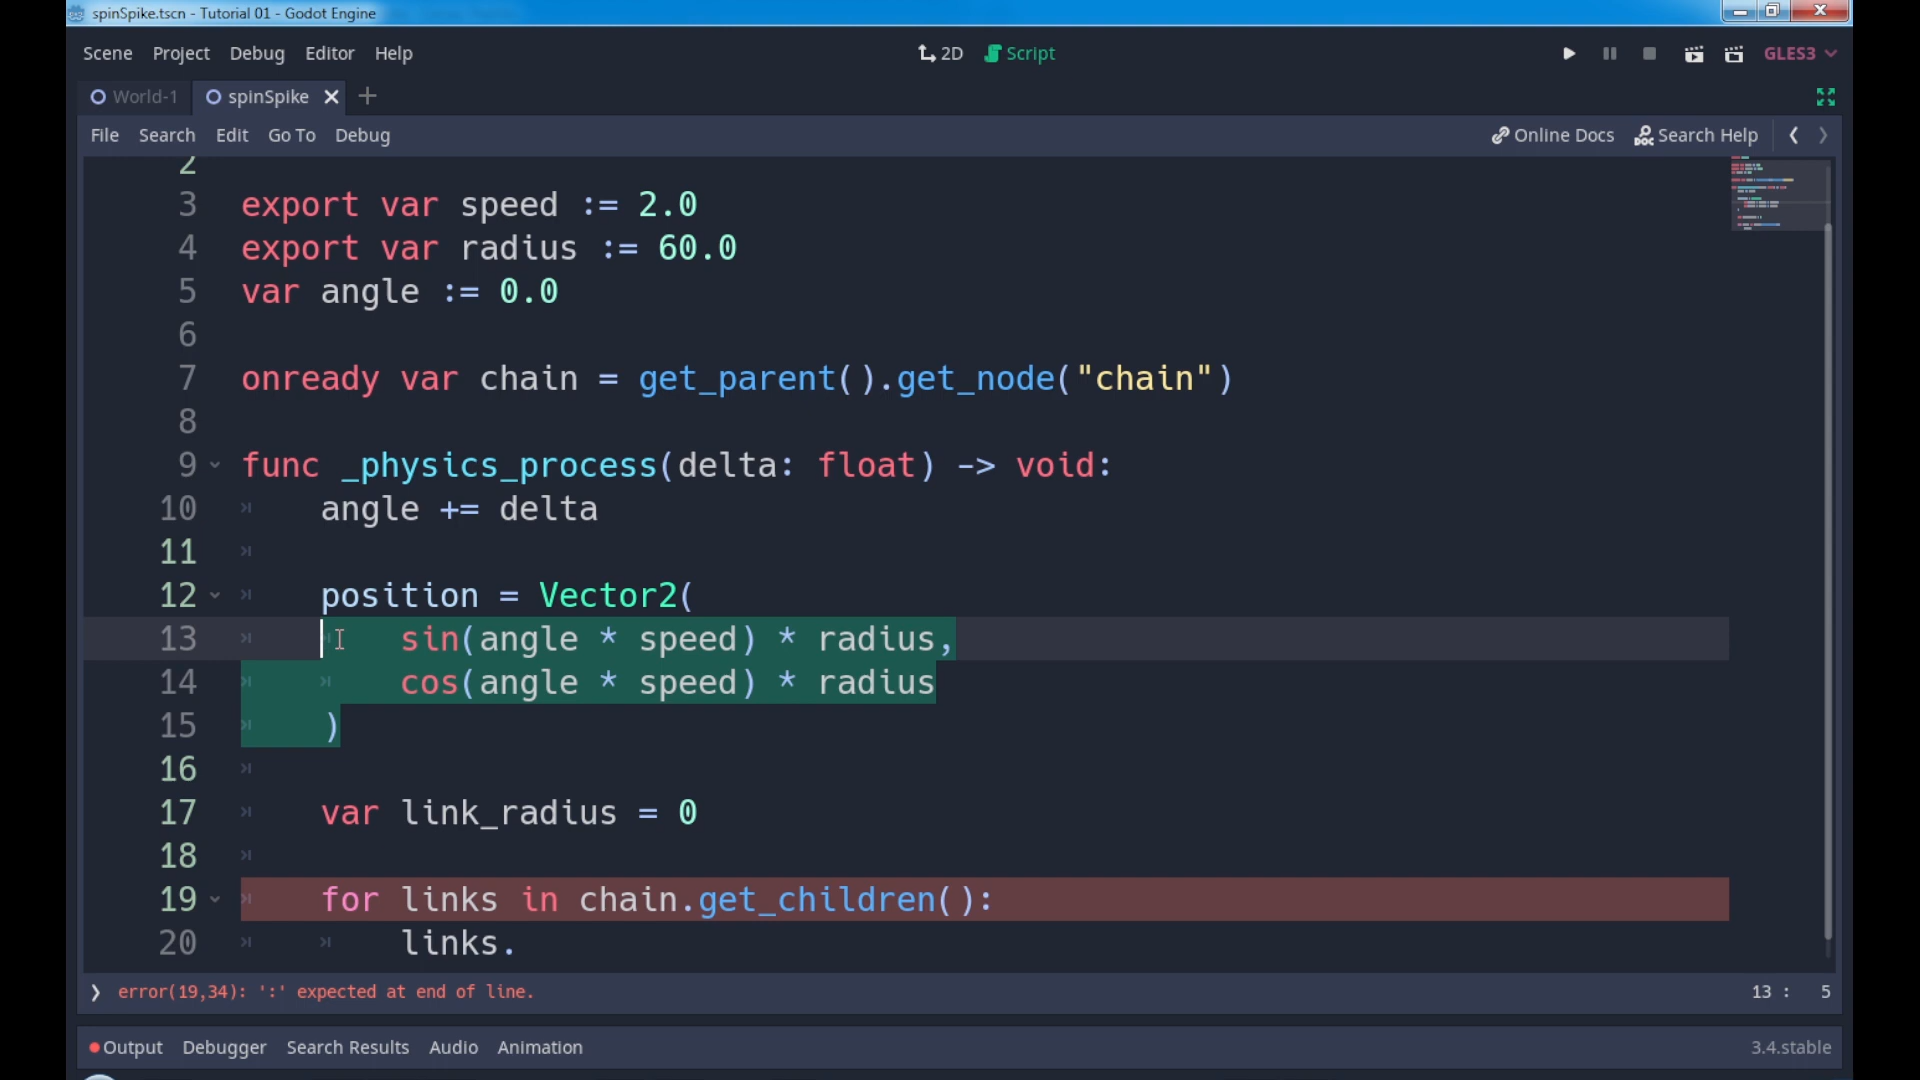 spinSpike.tscn - Tutorial 01 - Godot Engine
Scene Project Debug Editor Help
2D Script
GLES3
World-1 spinSpike
File Search Edit Go To Debug
Online Docs Search Help
2
3 export var speed := 2.0
4 export var radius := 60.0
5 var angle := 0.0
6
7 onready var chain = get_parent().get_node("chain")
8
9 func _physics_process(delta: float) -> void:
10 angle += delta
11
12 position = Vector2(
13 sin(angle * speed) * radius,
14 cos(angle * speed) * radius
15 )
16
17 var link_radius = 0
18
19 for links in chain.get_children():
20 links.
error(19,34): ':' expected at end of line.
13 : 5
Output Debugger Search Results Audio Animation
3.4.stable